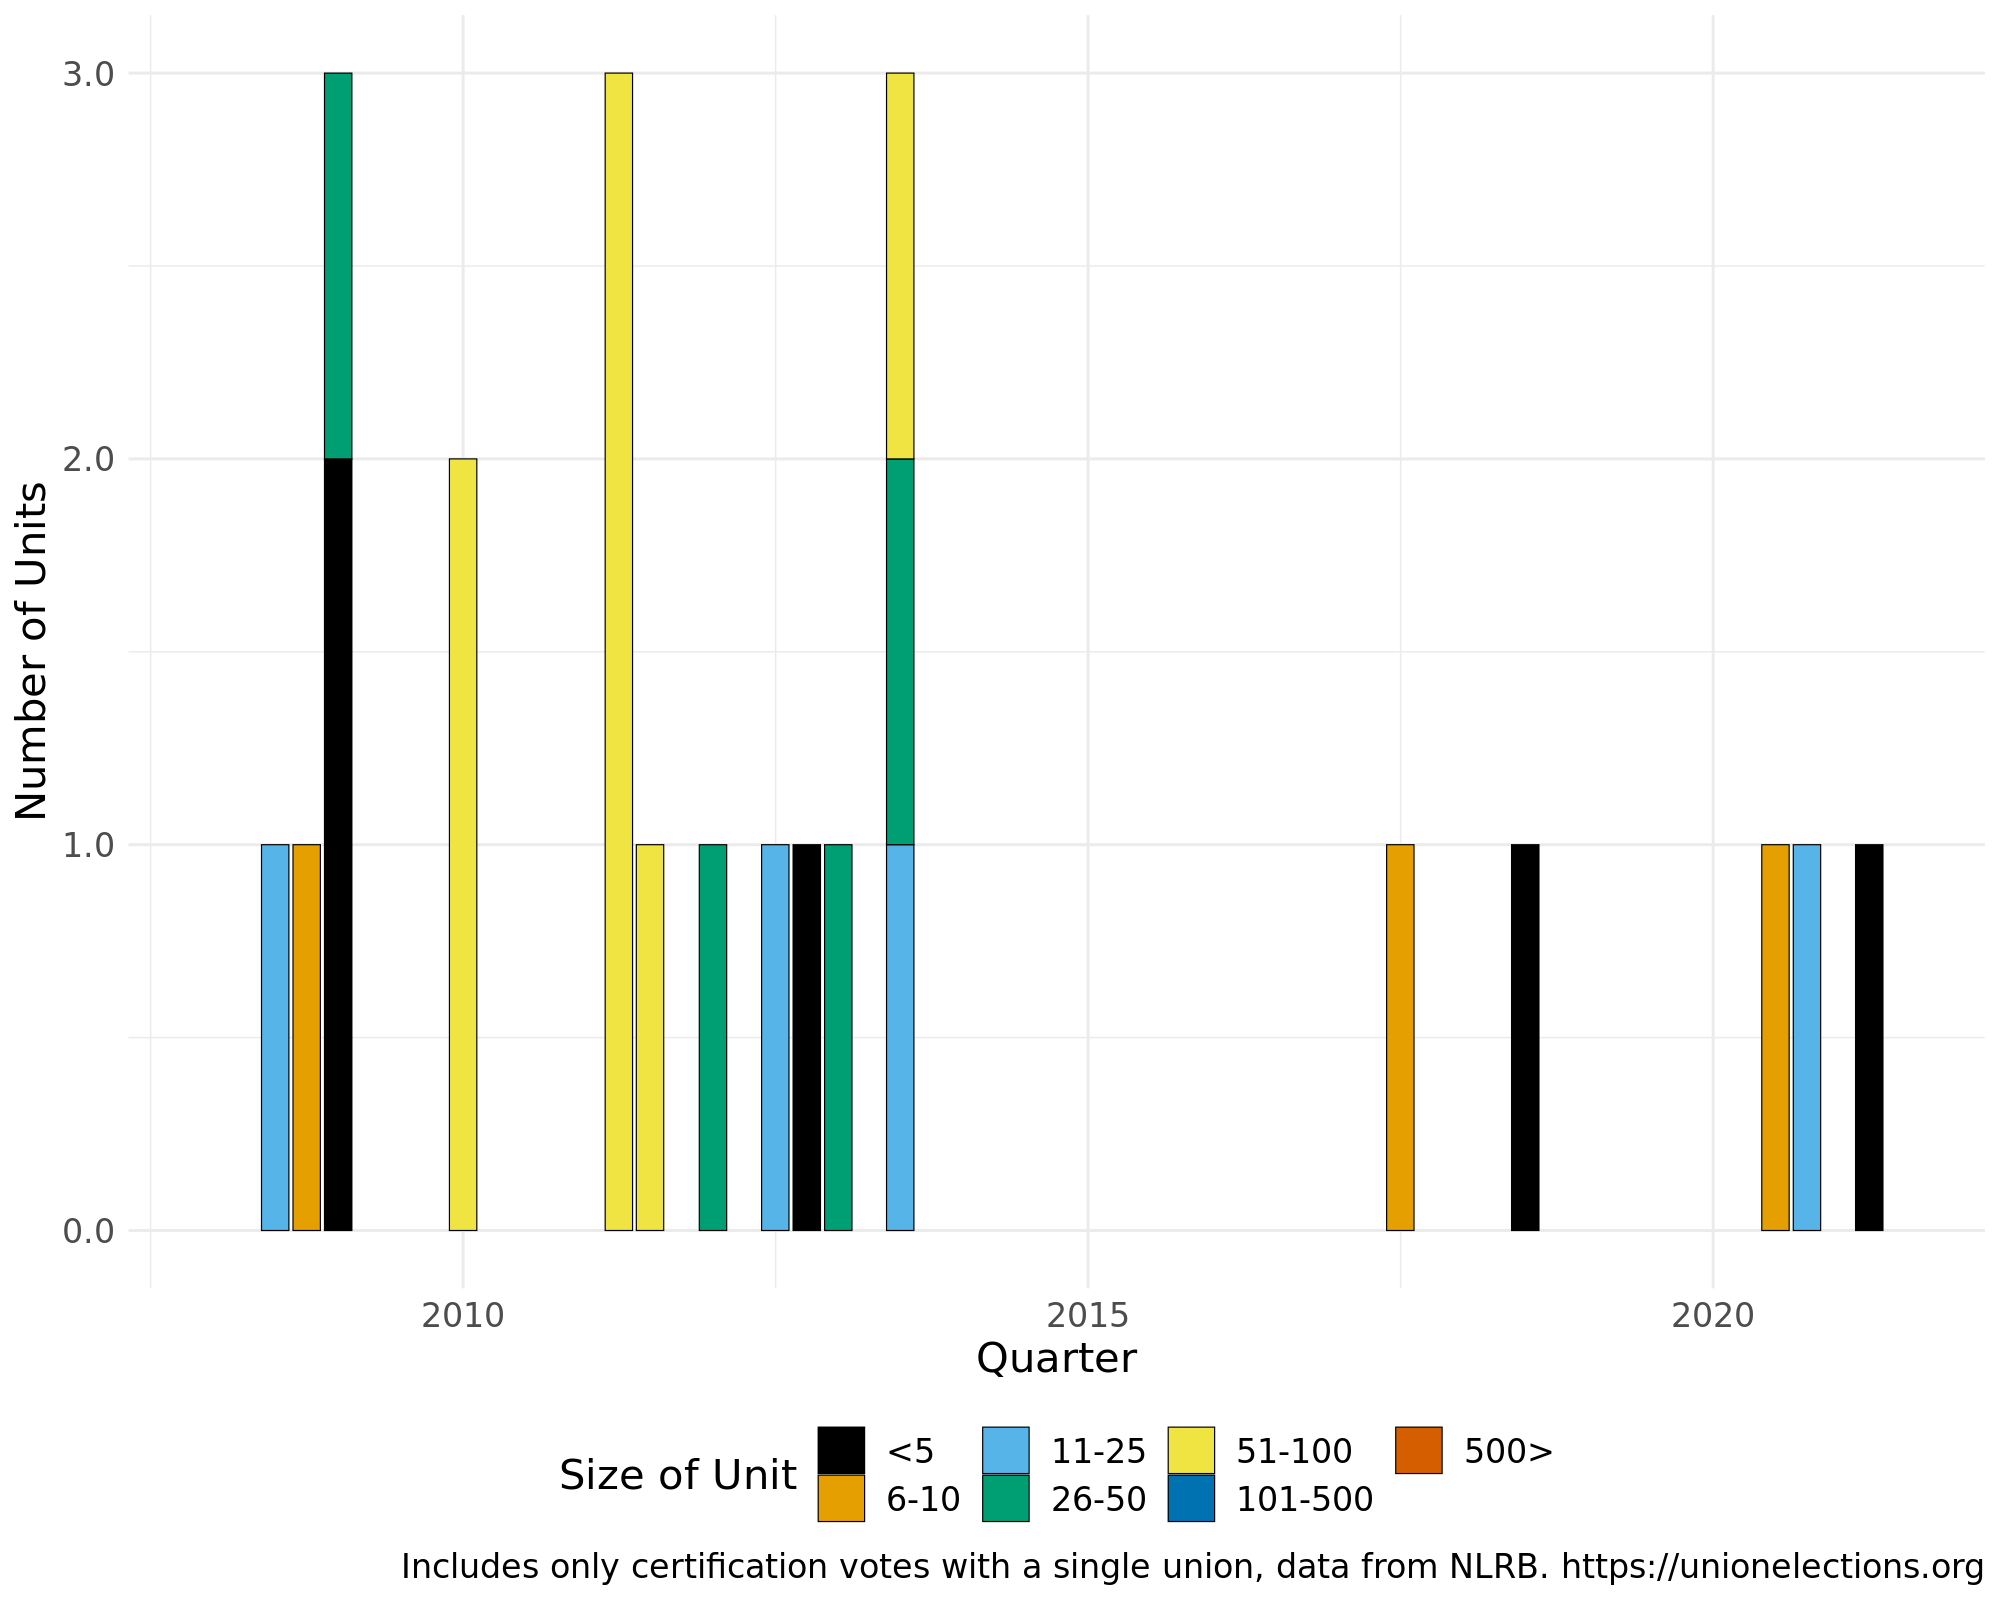 3.0
2.0
1.0
0.0
Number of Units
2010 2015 2020
Quarter
Size of Unit
<5 11-25 51-100 500>
6-10 26-50 101-500
Includes only certification votes with a single union, data from NLRB. https://unionelections.org